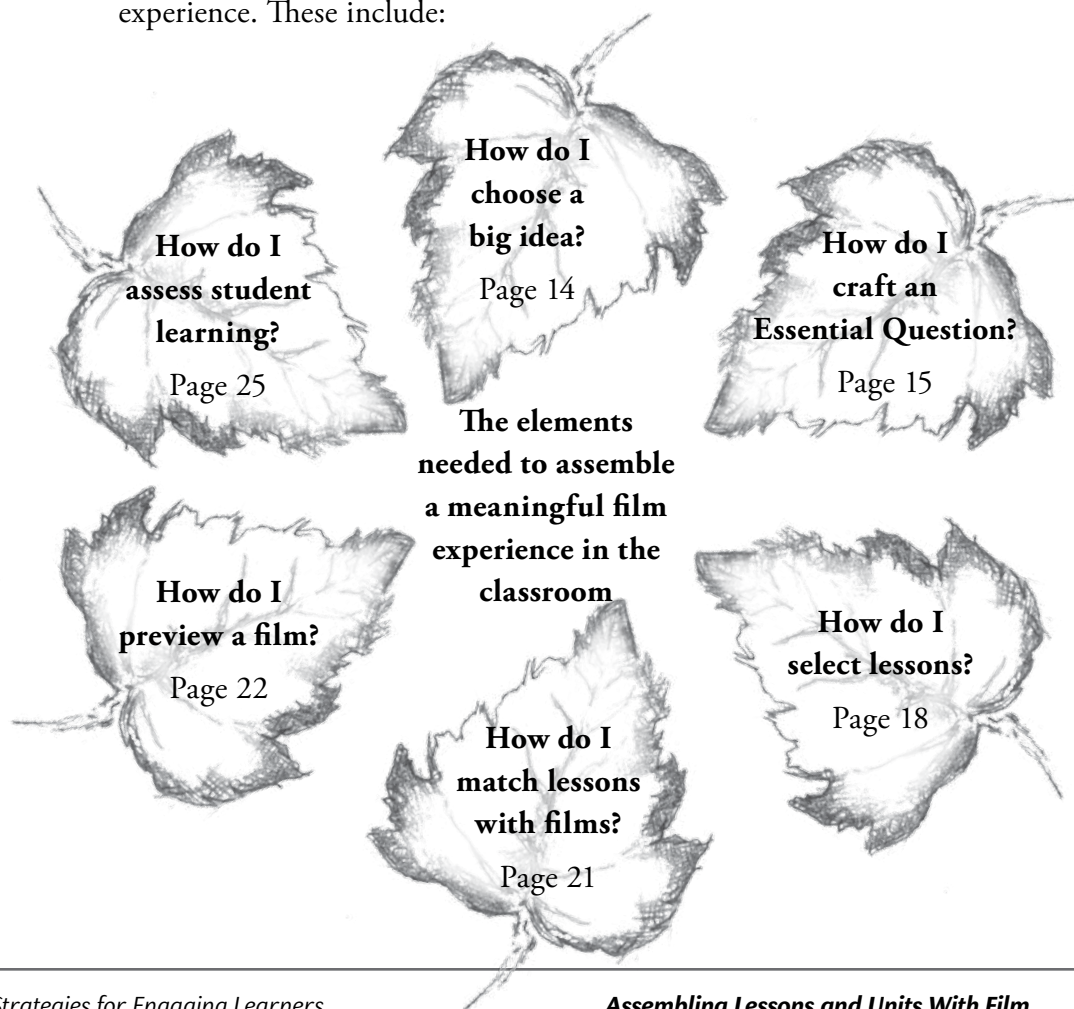 experience. These include:
How do I
choose a
big idea?
Page 14
How do I
craft an
Essential Question?
Page 15
How do I
select lessons?
Page 18
How do I
match lessons
with films?
Page 21
How do I
preview a film?
Page 22
How do I
assess student
learning?
Page 25
The elements
needed to assemble
a meaningful film
experience in the
classroom
Strategies for Engaging Learners
Assembling Lessons and Units With Film